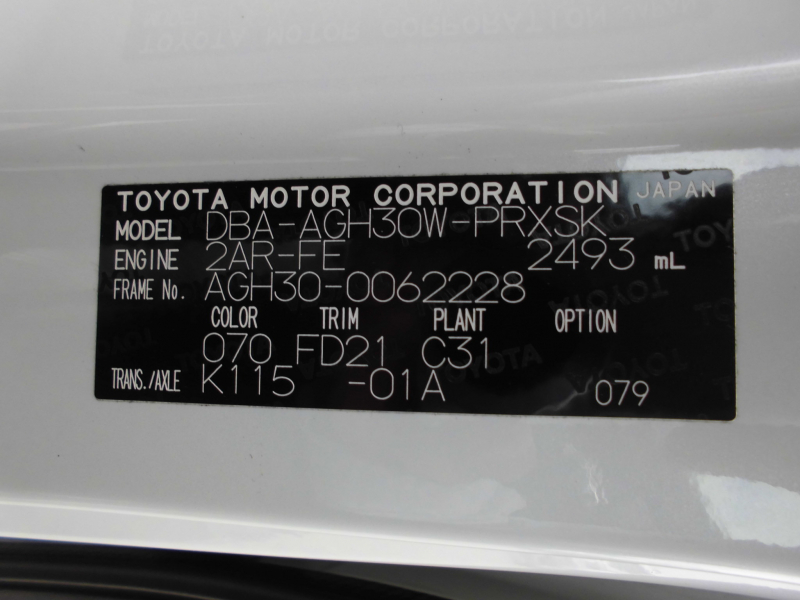 TOYOTA MOTOR CORPORATION JAPAN
MODEL DBA-AGH30W-PRXSK
ENGINE 2AR-FE 2493 mL
FRAME No. AGH30-0062228
COLOR TRIM PLANT OPTION
070 FD21 C31
TRANS./AXLE K115 -01A 079